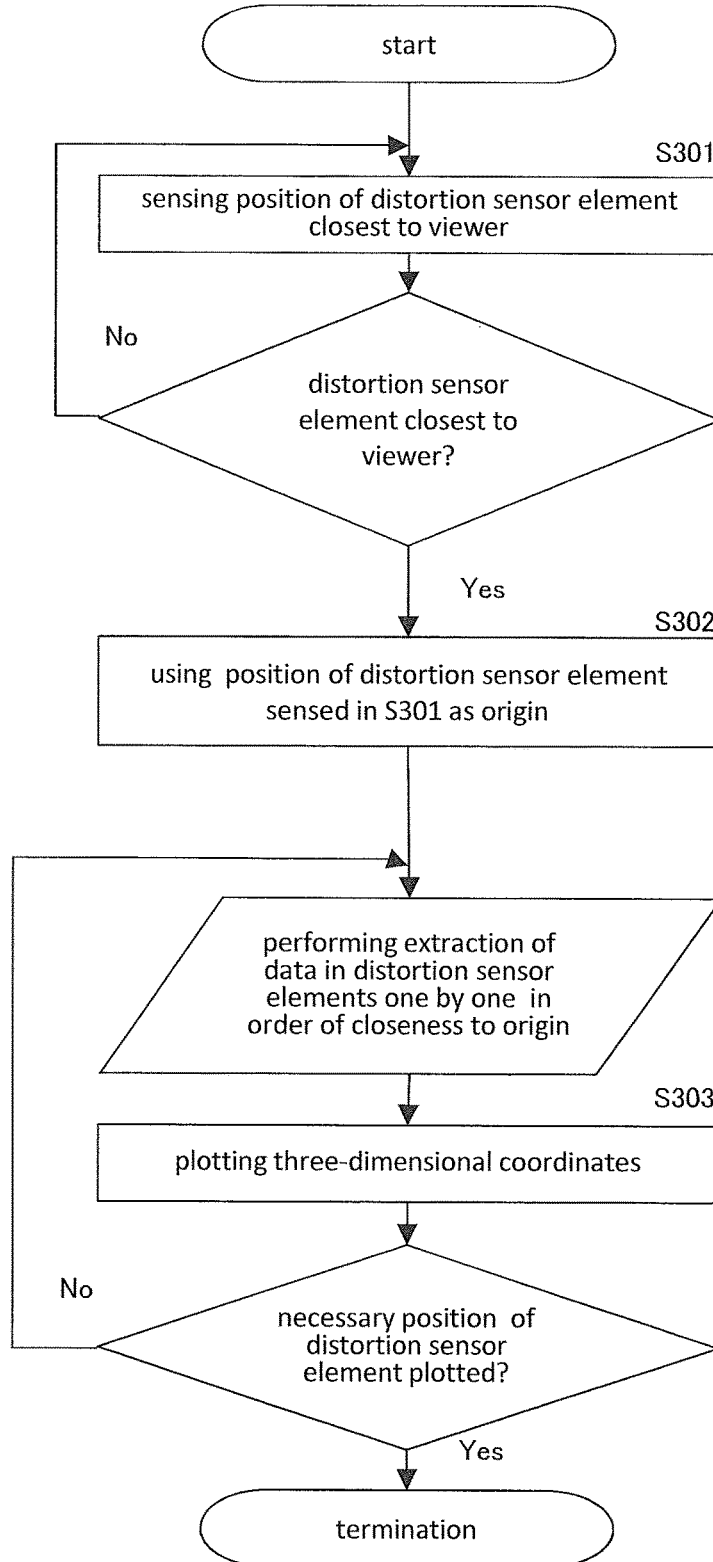 start
S301
sensing position of distortion sensor element
closest to viewer
No
distortion sensor
element closest to
viewer?
Yes
S302
using position of distortion sensor element
sensed in S301 as origin
performing extraction of
data in distortion sensor
elements one by one in
order of closeness to origin
S303
plotting three-dimensional coordinates
No
necessary position of
distortion sensor
element plotted?
Yes
termination